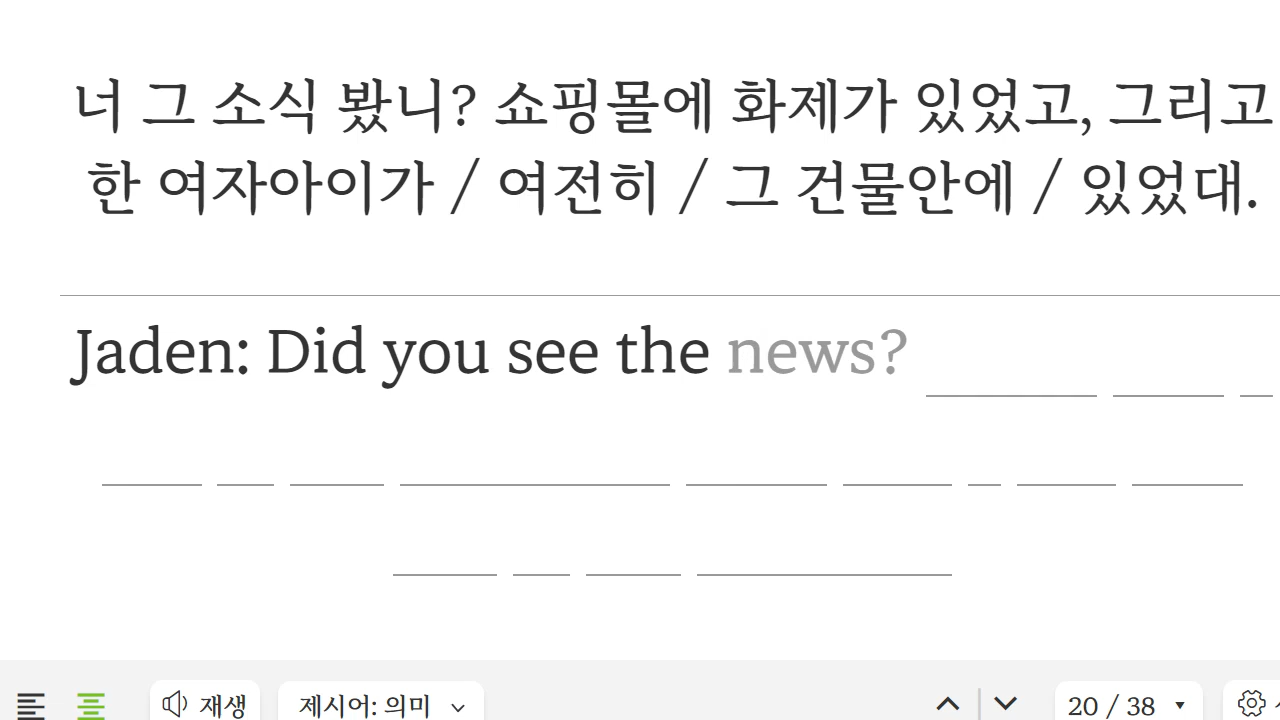 너 그 소식 봤니? 쇼핑몰에 화제가 있었고, 그리고
한 여자아이가 / 여전히 / 그 건물안에 / 있었대.
Jaden: Did you see the news?
재생 제시어: 의미 20 / 38